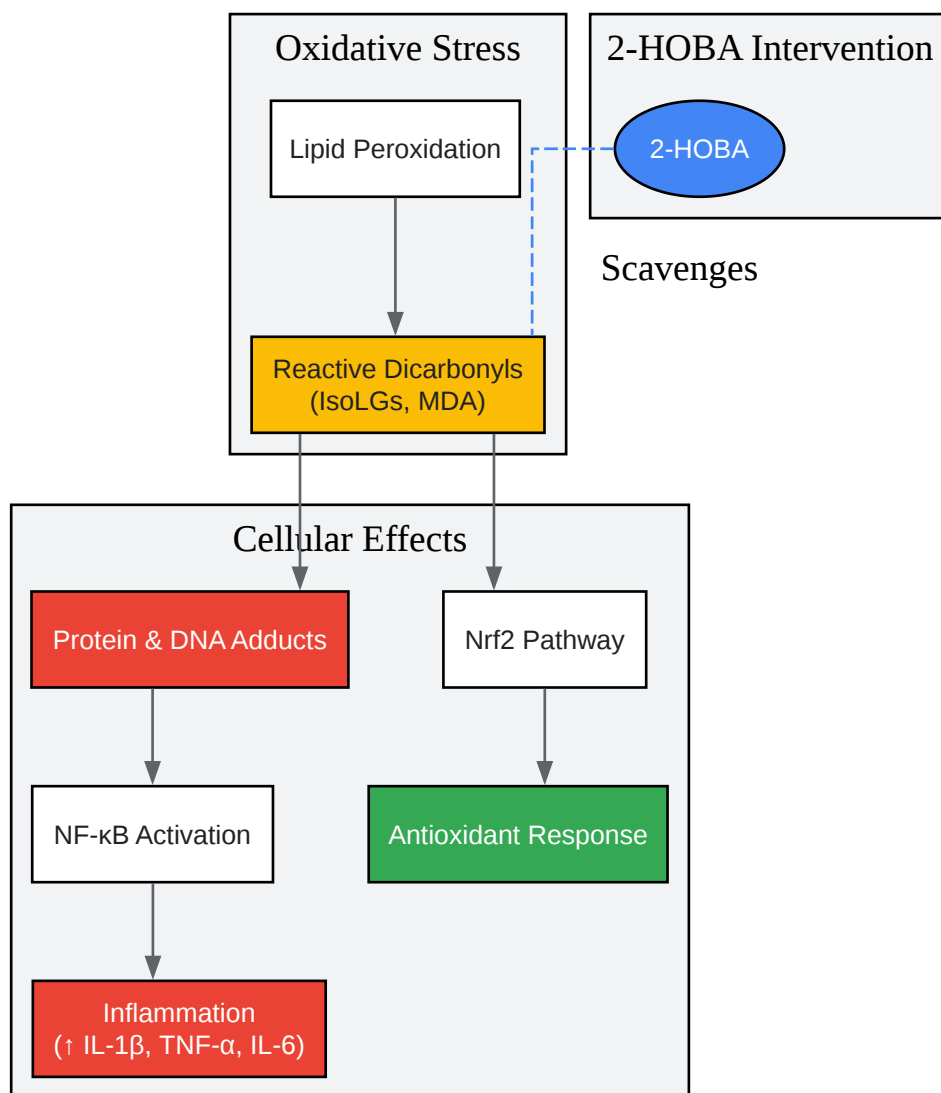 Oxidative Stress
2-HOBA Intervention
Lipid Peroxidation
2-HOBA
Scavenges
Reactive Dicarbonyls
(IsoLGs, MDA)
Cellular Effects
Protein & DNA Adducts
Nrf2 Pathway
NF-κB Activation
Antioxidant Response
Inflammation
(↑ IL-1β, TNF-α, IL-6)